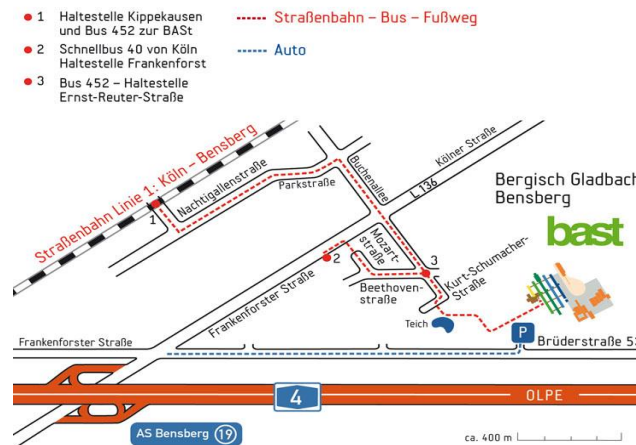 1 Haltestelle Kippekausen
und Bus 452 zur BASt
2 Schnellbus 40 von Köln
Haltestelle Frankenforst
3 Bus 452 – Haltestelle
Ernst-Reuter-Straße
Straßenbahn – Bus – Fußweg
Auto
Straßenbahn Linie 1: Köln – Bensberg
1
Nachtigallenstraße
Parkstraße
Buchenallee
Kölner Straße
L 136
Bergisch Gladbach
Bensberg
bast
2
Mozart-
straße
3
Beethoven-
straße
Kurt-Schumacher-
Straße
Frankenforster Straße
Teich
P
Frankenforster Straße
Brüderstraße 53
4
OLPE
AS Bensberg 19
ca. 400 m